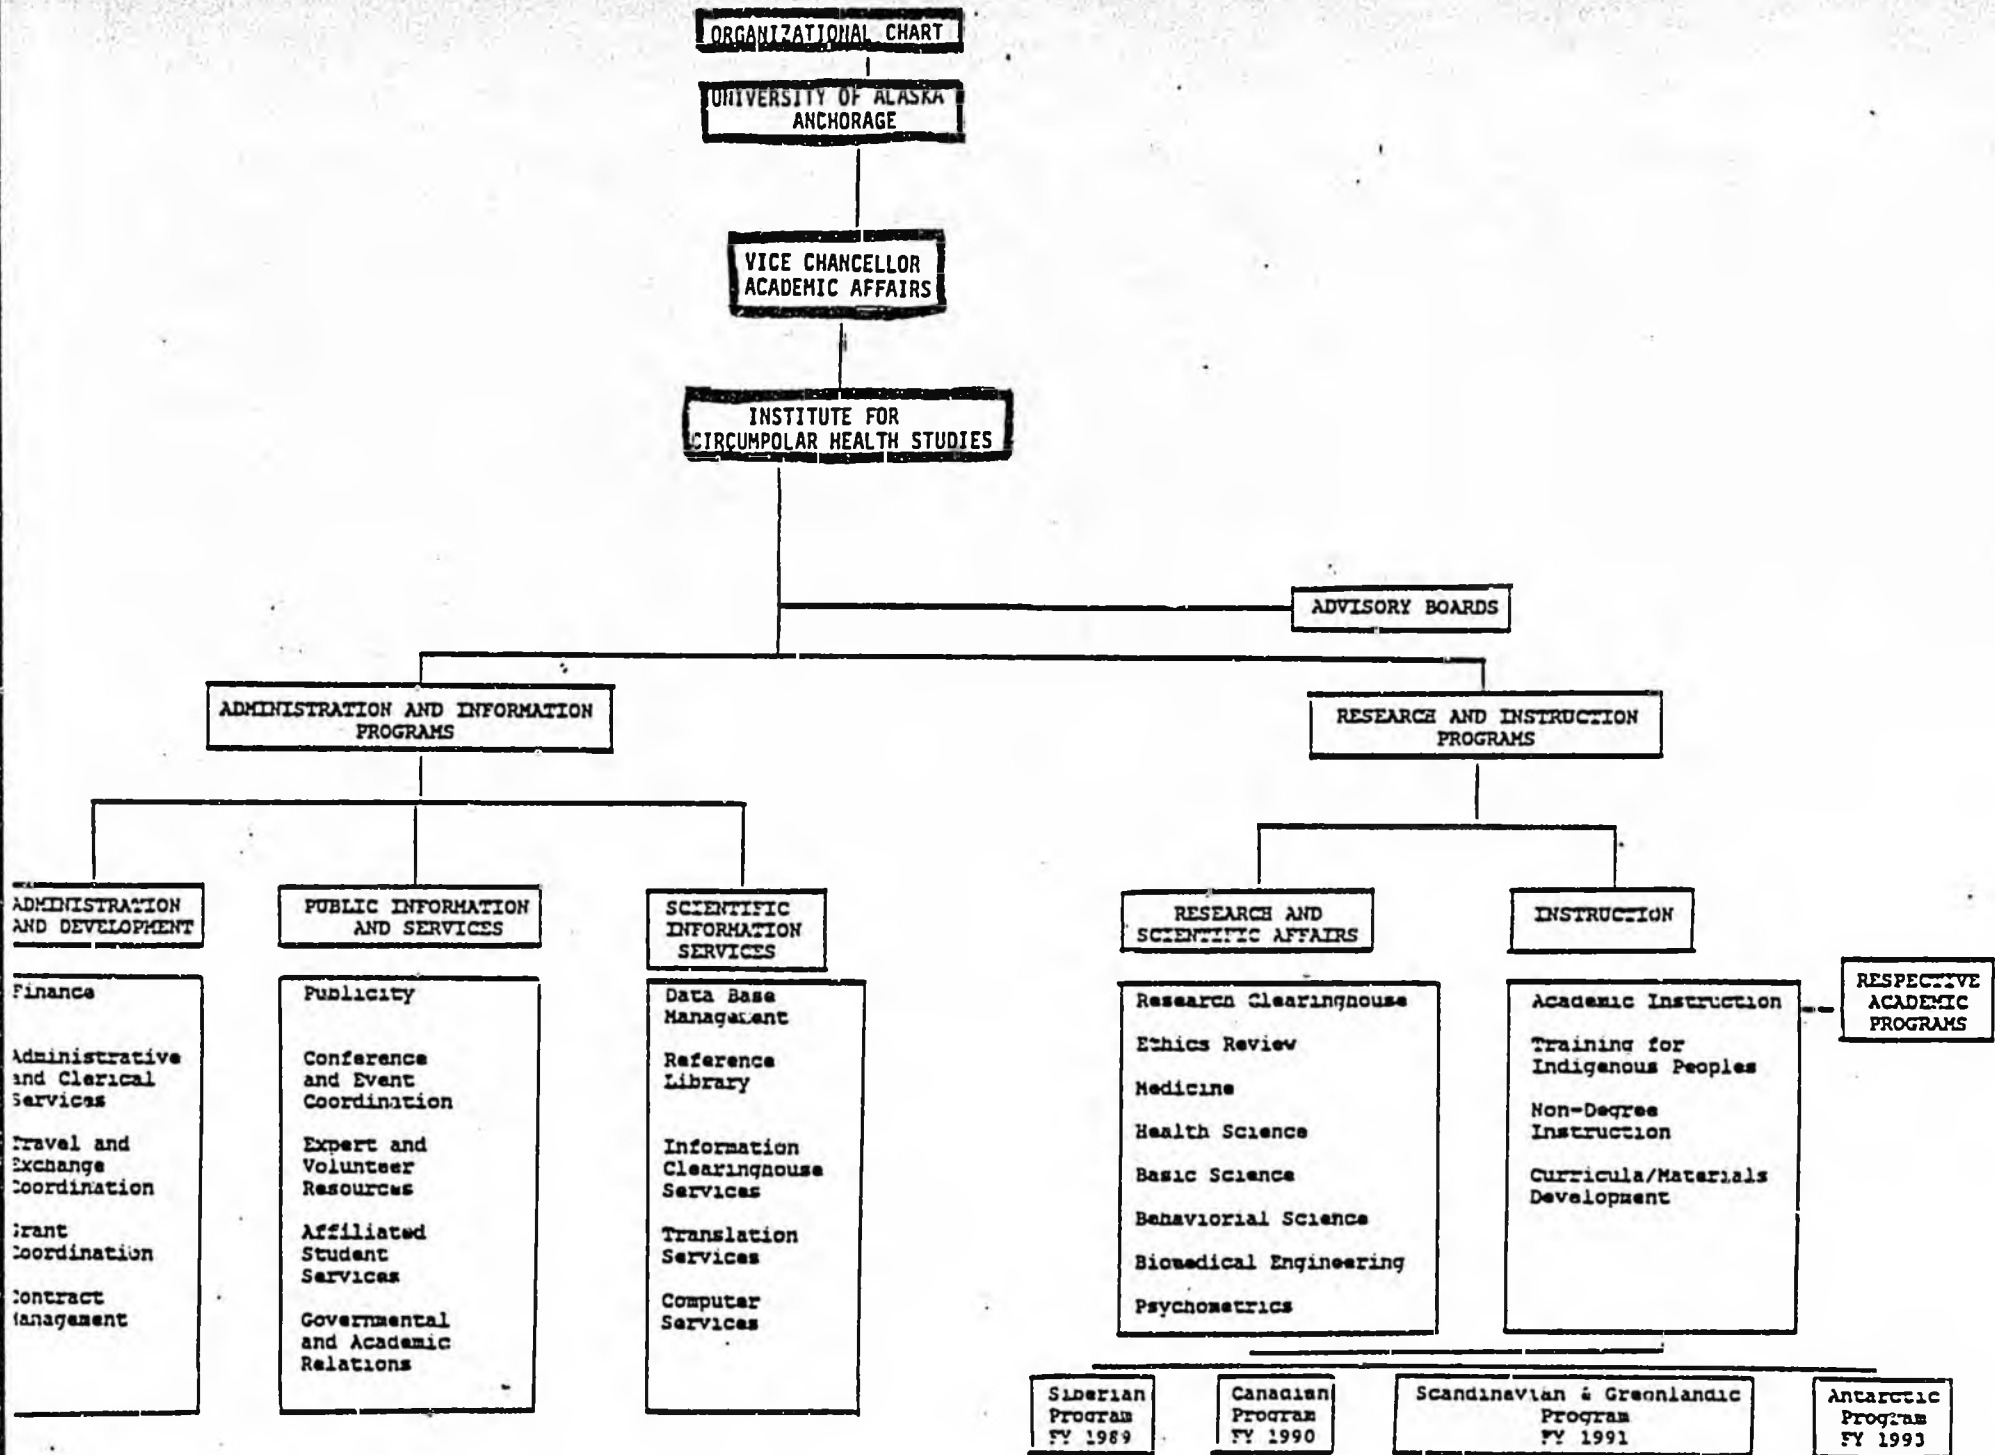 ORGANIZATIONAL CHART
UNIVERSITY OF ALASKA
ANCHORAGE
VICE CHANCELLOR
ACADEMIC AFFAIRS
INSTITUTE FOR
CIRCUMPOLAR HEALTH STUDIES
ADVISORY BOARDS
ADMINISTRATION AND INFORMATION
PROGRAMS
RESEARCH AND INSTRUCTION
PROGRAMS
ADMINISTRATION
AND DEVELOPMENT
Finance
Administrative
and Clerical
Services
Travel and
Exchange
Coordination
Grant
Coordination
Contract
Management
PUBLIC INFORMATION
AND SERVICES
Publicity
Conference
and Event
Coordination
Expert and
Volunteer
Resources
Affiliated
Student
Services
Governmental
and Academic
Relations
SCIENTIFIC
INFORMATION
SERVICES
Data Base
Management
Reference
Library
Information
Clearinghouse
Services
Translation
Services
Computer
Services
RESEARCH AND
SCIENTIFIC AFFAIRS
Research Clearinghouse
Ethics Review
Medicine
Health Science
Basic Science
Behaviorial Science
Biomedical Engineering
Psychometrics
INSTRUCTION
Academic Instruction
Training for
Indigenous Peoples
Non-Degree
Instruction
Curricula/Materials
Development
RESPECTIVE
ACADEMIC
PROGRAMS
Siberian
Program
FY 1989
Canadian
Program
FY 1990
Scandinavian & Greenlandic
Program
FY 1991
Antarctic
Program
FY 1993